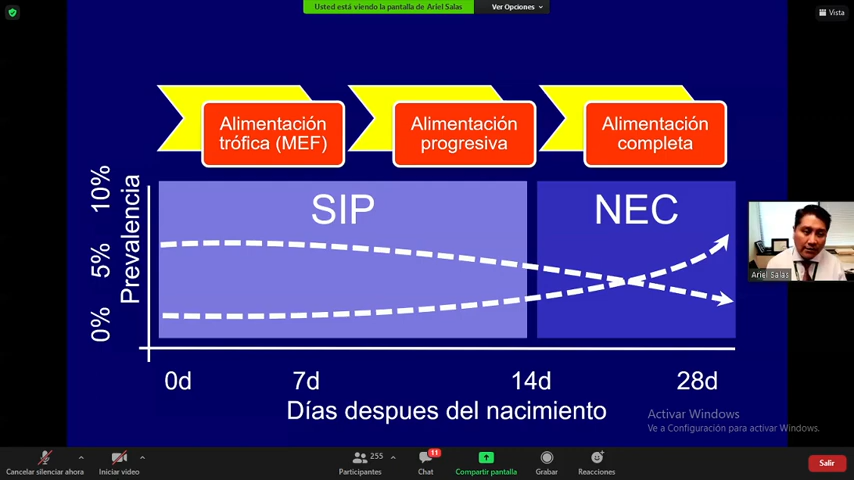 Usted está viendo la pantalla de Ariel Salas
Ver Opciones
Vista
Alimentación
trófica (MEF)
Alimentación
progresiva
Alimentación
completa
SIP
NEC
Prevalencia
10%
5%
0%
Ariel Salas
0d
7d
14d
28d
Días despues del nacimiento
Activar Windows
Ve a Configuración para activar Windows.
Cancelar silenciar ahora
Iniciar video
255
Participantes
11
Chat
Compartir pantalla
Grabar
Reacciones
Salir